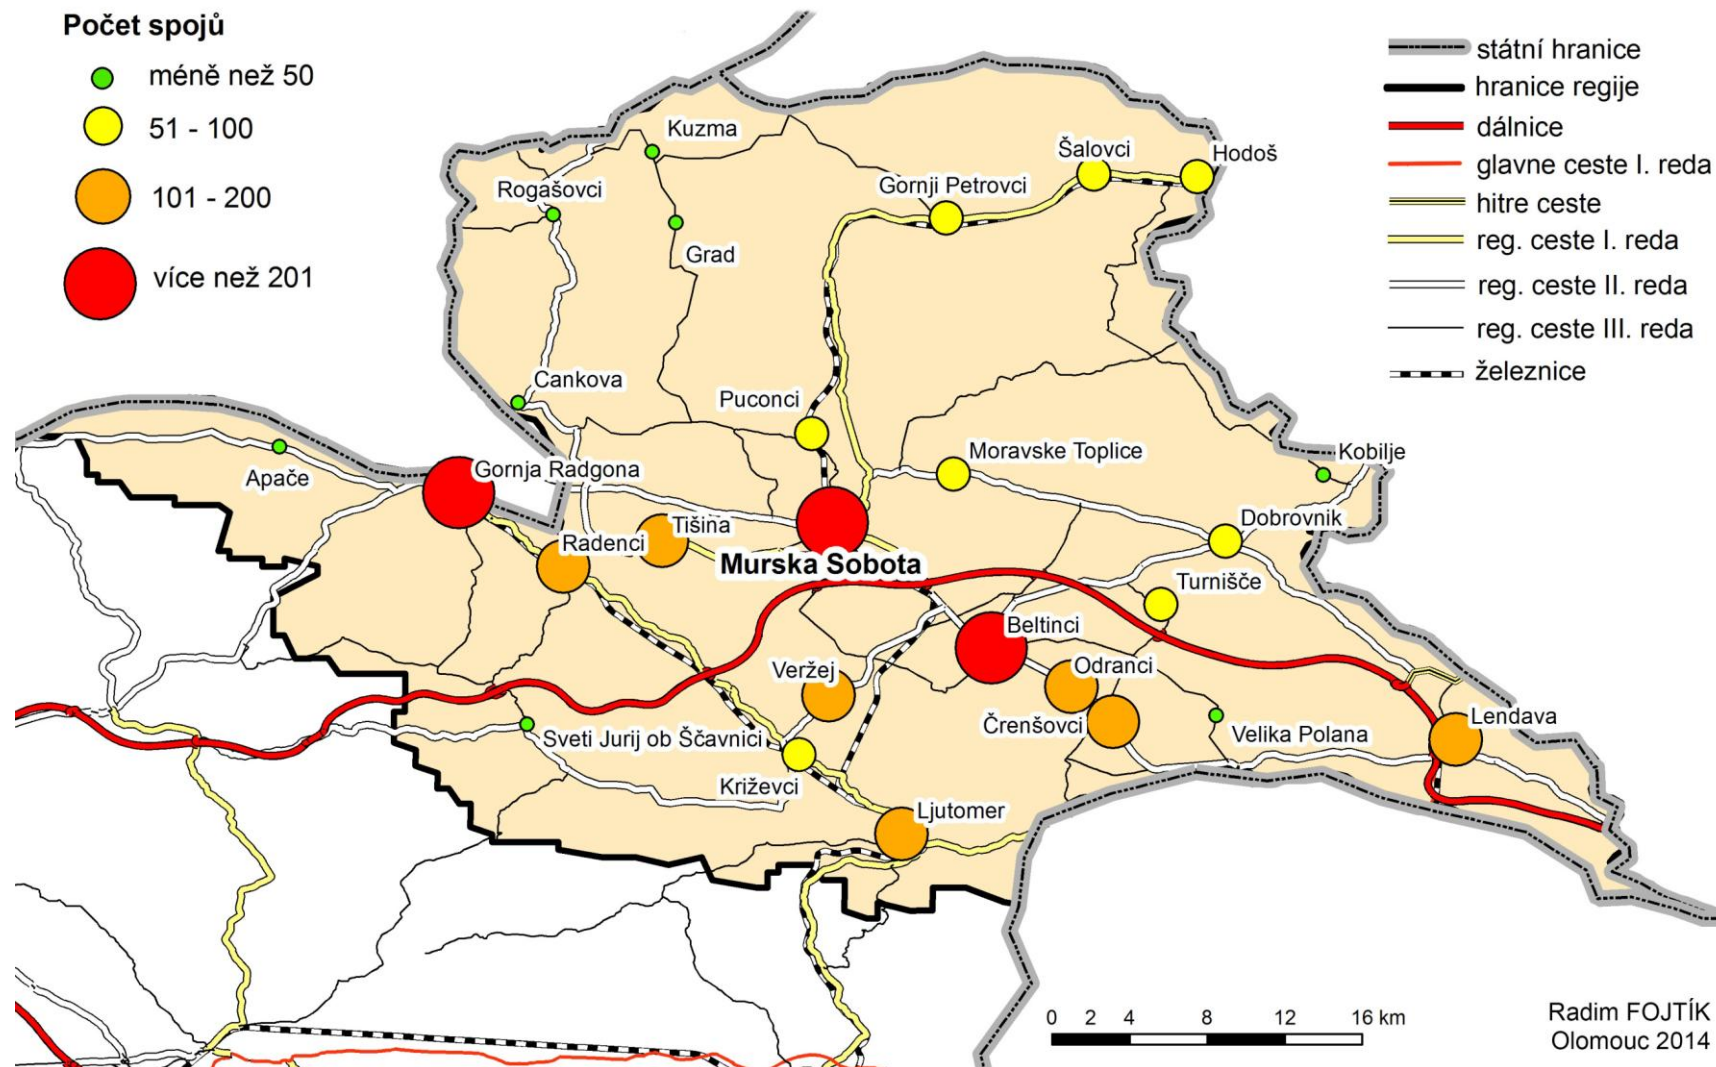 Počet spojů
méně než 50
51 - 100
101 - 200
více než 201
státní hranice
hranice regije
dálnice
glavne ceste I. reda
hitre ceste
reg. ceste I. reda
reg. ceste II. reda
reg. ceste III. reda
železnice
Kuzma
Šalovci
Hodoš
Rogašovci
Gornji Petrovci
Grad
Cankova
Puconci
Moravske Toplice
Kobilje
Apače
Gornja Radgona
Tišina
Dobrovnik
Radenci
Murska Sobota
Turnišče
Beltinci
Veržej
Odranci
Črenšovci
Lendava
Sveti Jurij ob Ščavnici
Velika Polana
Križevci
Ljutomer
0 2 4 8 12 16 km
Radim FOJTÍK
Olomouc 2014